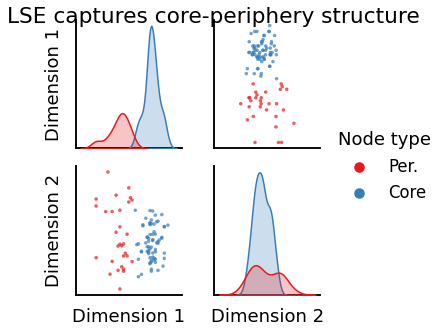 LSE captures core-periphery structure
Dimension 1
Node type
Per.
Core
Dimension 2
Dimension 1
Dimension 2